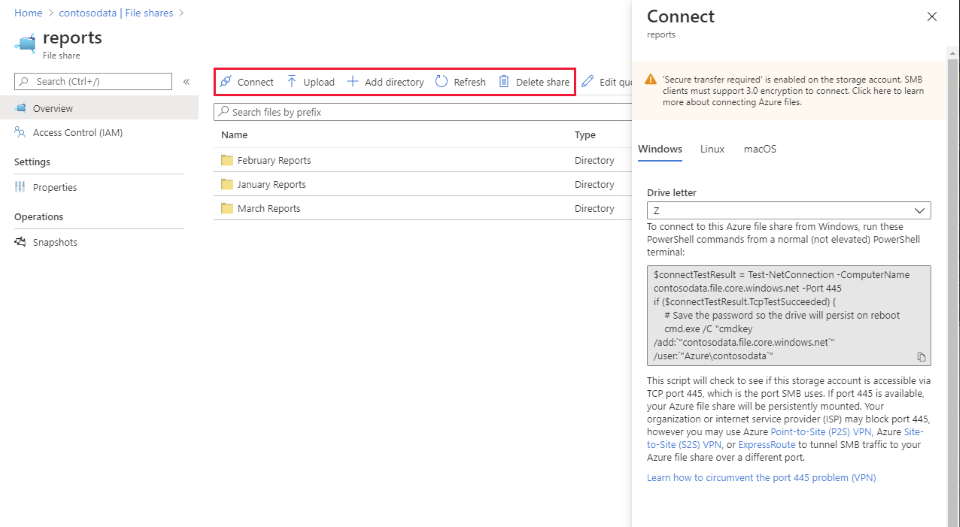 Home > contosodata | File shares >
reports
File share
Search (Ctrl+/)
«
Overview
Access Control (IAM)
Settings
Properties
Operations
Snapshots
Connect Upload Add directory Refresh Delete share Edit quo
Search files by prefix
Name Type
February Reports Directory
January Reports Directory
March Reports Directory
Connect
reports
'Secure transfer required' is enabled on the storage account. SMB
clients must support 3.0 encryption to connect. Click here to learn
more about connecting Azure files.
Windows Linux macOS
Drive letter
Z
To connect to this Azure file share from Windows, run these
PowerShell commands from a normal (not elevated) PowerShell
terminal:
$connectTestResult = Test-NetConnection -ComputerName
contosodata.file.core.windows.net -Port 445
if ($connectTestResult.TcpTestSucceeded) {
# Save the password so the drive will persist on reboot
cmd.exe /C "cmdkey
/add:`"contosodata.file.core.windows.net`"
/user:`"Azure\contosodata`"
This script will check to see if this storage account is accessible via
TCP port 445, which is the port SMB uses. If port 445 is available,
your Azure file share will be persistently mounted. Your
organization or internet service provider (ISP) may block port 445,
however you may use Azure Point-to-Site (P2S) VPN, Azure Site-
to-Site (S2S) VPN, or ExpressRoute to tunnel SMB traffic to your
Azure file share over a different port.
Learn how to circumvent the port 445 problem (VPN)